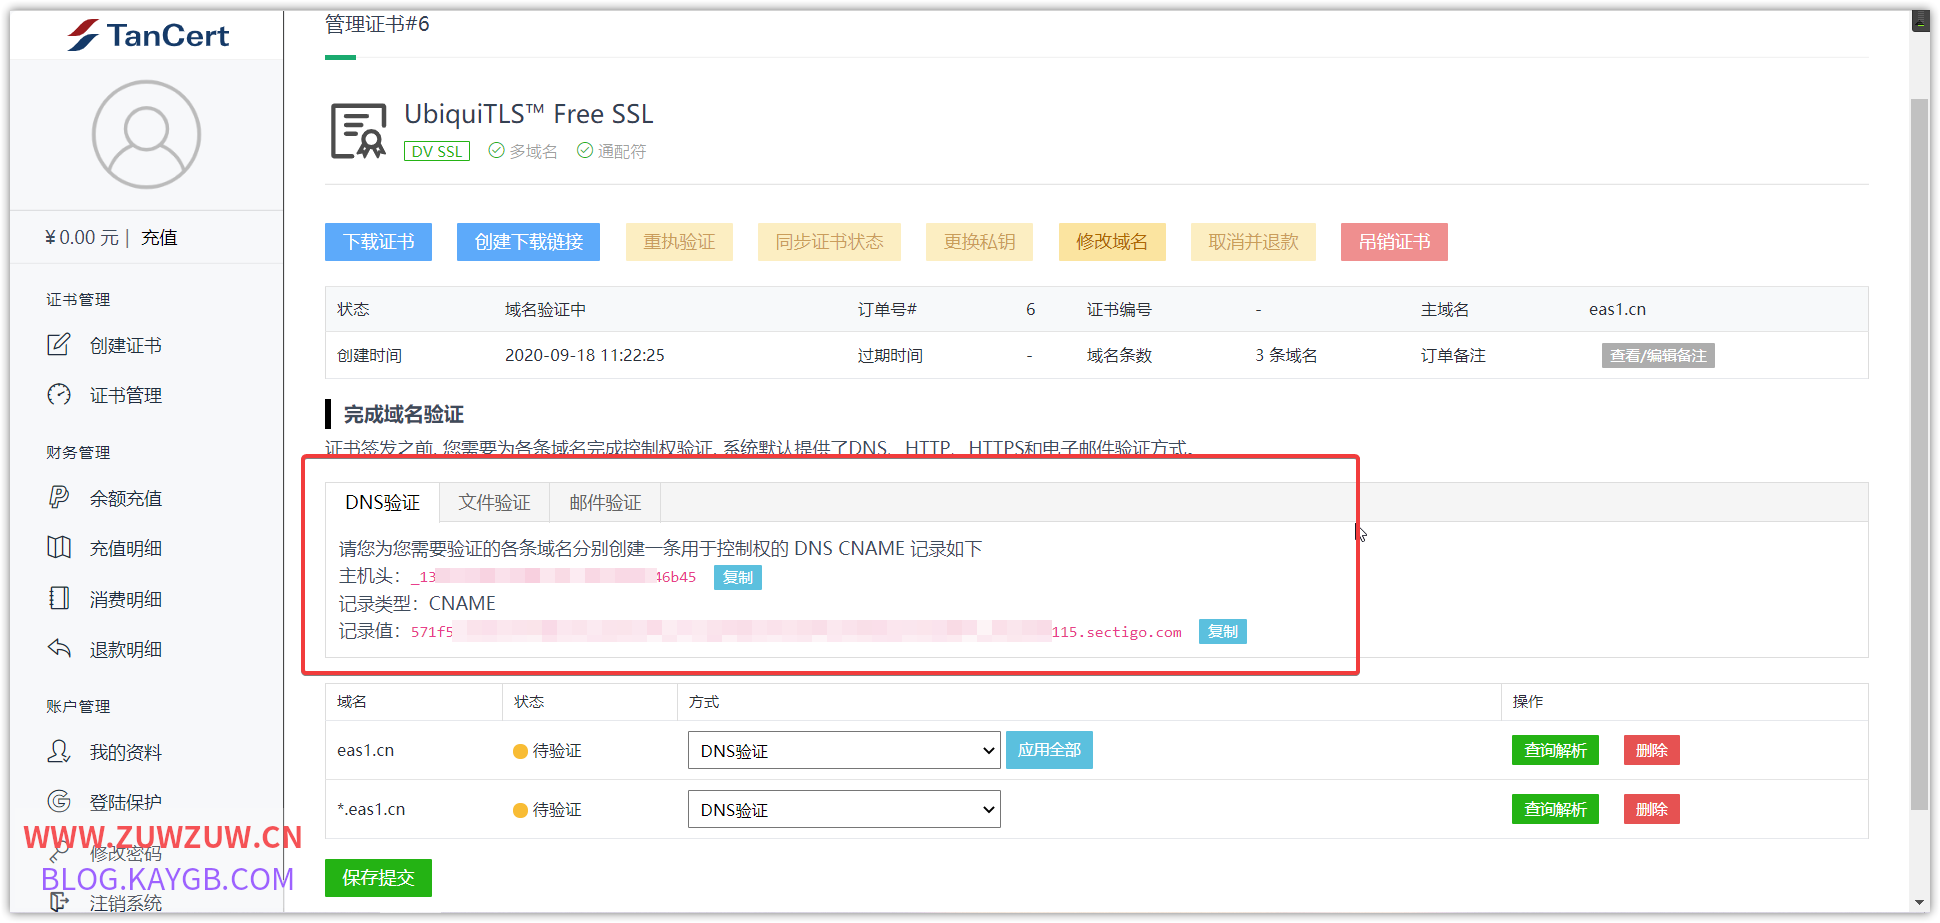 TanCert
管理证书#6
UbiquiTLS™ Free SSL
DV SSL 多域名 通配符
¥0.00 元 | 充值
下载证书 创建下载链接 重执验证 同步证书状态 更换私钥 修改域名 取消并退款 吊销证书
证书管理
创建证书
证书管理
财务管理
余额充值
充值明细
消费明细
退款明细
账户管理
我的资料
登陆保护
修改密码
注销系统
状态 域名验证中 订单号# 6 证书编号 - 主域名 eas1.cn
创建时间 2020-09-18 11:22:25 过期时间 - 域名条数 3 条域名 订单备注 查看/编辑备注
完成域名验证
证书签发之前, 您需要为各条域名完成控制权验证, 系统默认提供了DNS、HTTP、HTTPS和电子邮件验证方式。
DNS验证 文件验证 邮件验证
请您为您需要验证的各条域名分别创建一条用于控制权的 DNS CNAME 记录如下
主机头：_13 46b45 复制
记录类型：CNAME
记录值：571f5 115.sectigo.com 复制
域名 状态 方式 操作
eas1.cn 待验证 DNS验证 应用全部 查询解析 删除
*.eas1.cn 待验证 DNS验证 查询解析 删除
保存提交
WWW.ZUWZUW.CN
BLOG.KAYGB.COM